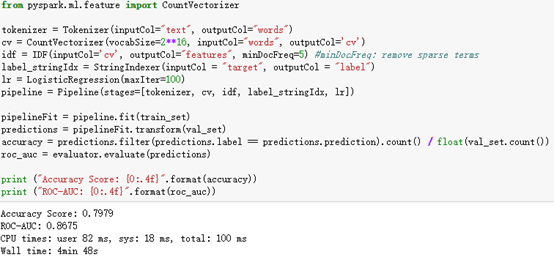 from pyspark.ml.feature import CountVectorizer
tokenizer = Tokenizer(inputCol="text", outputCol="words")
cv = CountVectorizer(vocabSize=2**16, inputCol="words", outputCol='cv')
idf = IDF(inputCol='cv', outputCol="features", minDocFreq=5) #minDocFreq: remove sparse terms
label_stringIdx = StringIndexer(inputCol = "target", outputCol = "label")
lr = LogisticRegression(maxIter=100)
pipeline = Pipeline(stages=[tokenizer, cv, idf, label_stringIdx, lr])
pipelineFit = pipeline.fit(train_set)
predictions = pipelineFit.transform(val_set)
accuracy = predictions.filter(predictions.label == predictions.prediction).count() / float(val_set.count())
roc_auc = evaluator.evaluate(predictions)
print ("Accuracy Score: {0:.4f}".format(accuracy))
print ("ROC-AUC: {0:.4f}".format(roc_auc))
Accuracy Score: 0.7979
ROC-AUC: 0.8675
CPU times: user 82 ms, sys: 18 ms, total: 100 ms
Wall time: 4min 48s